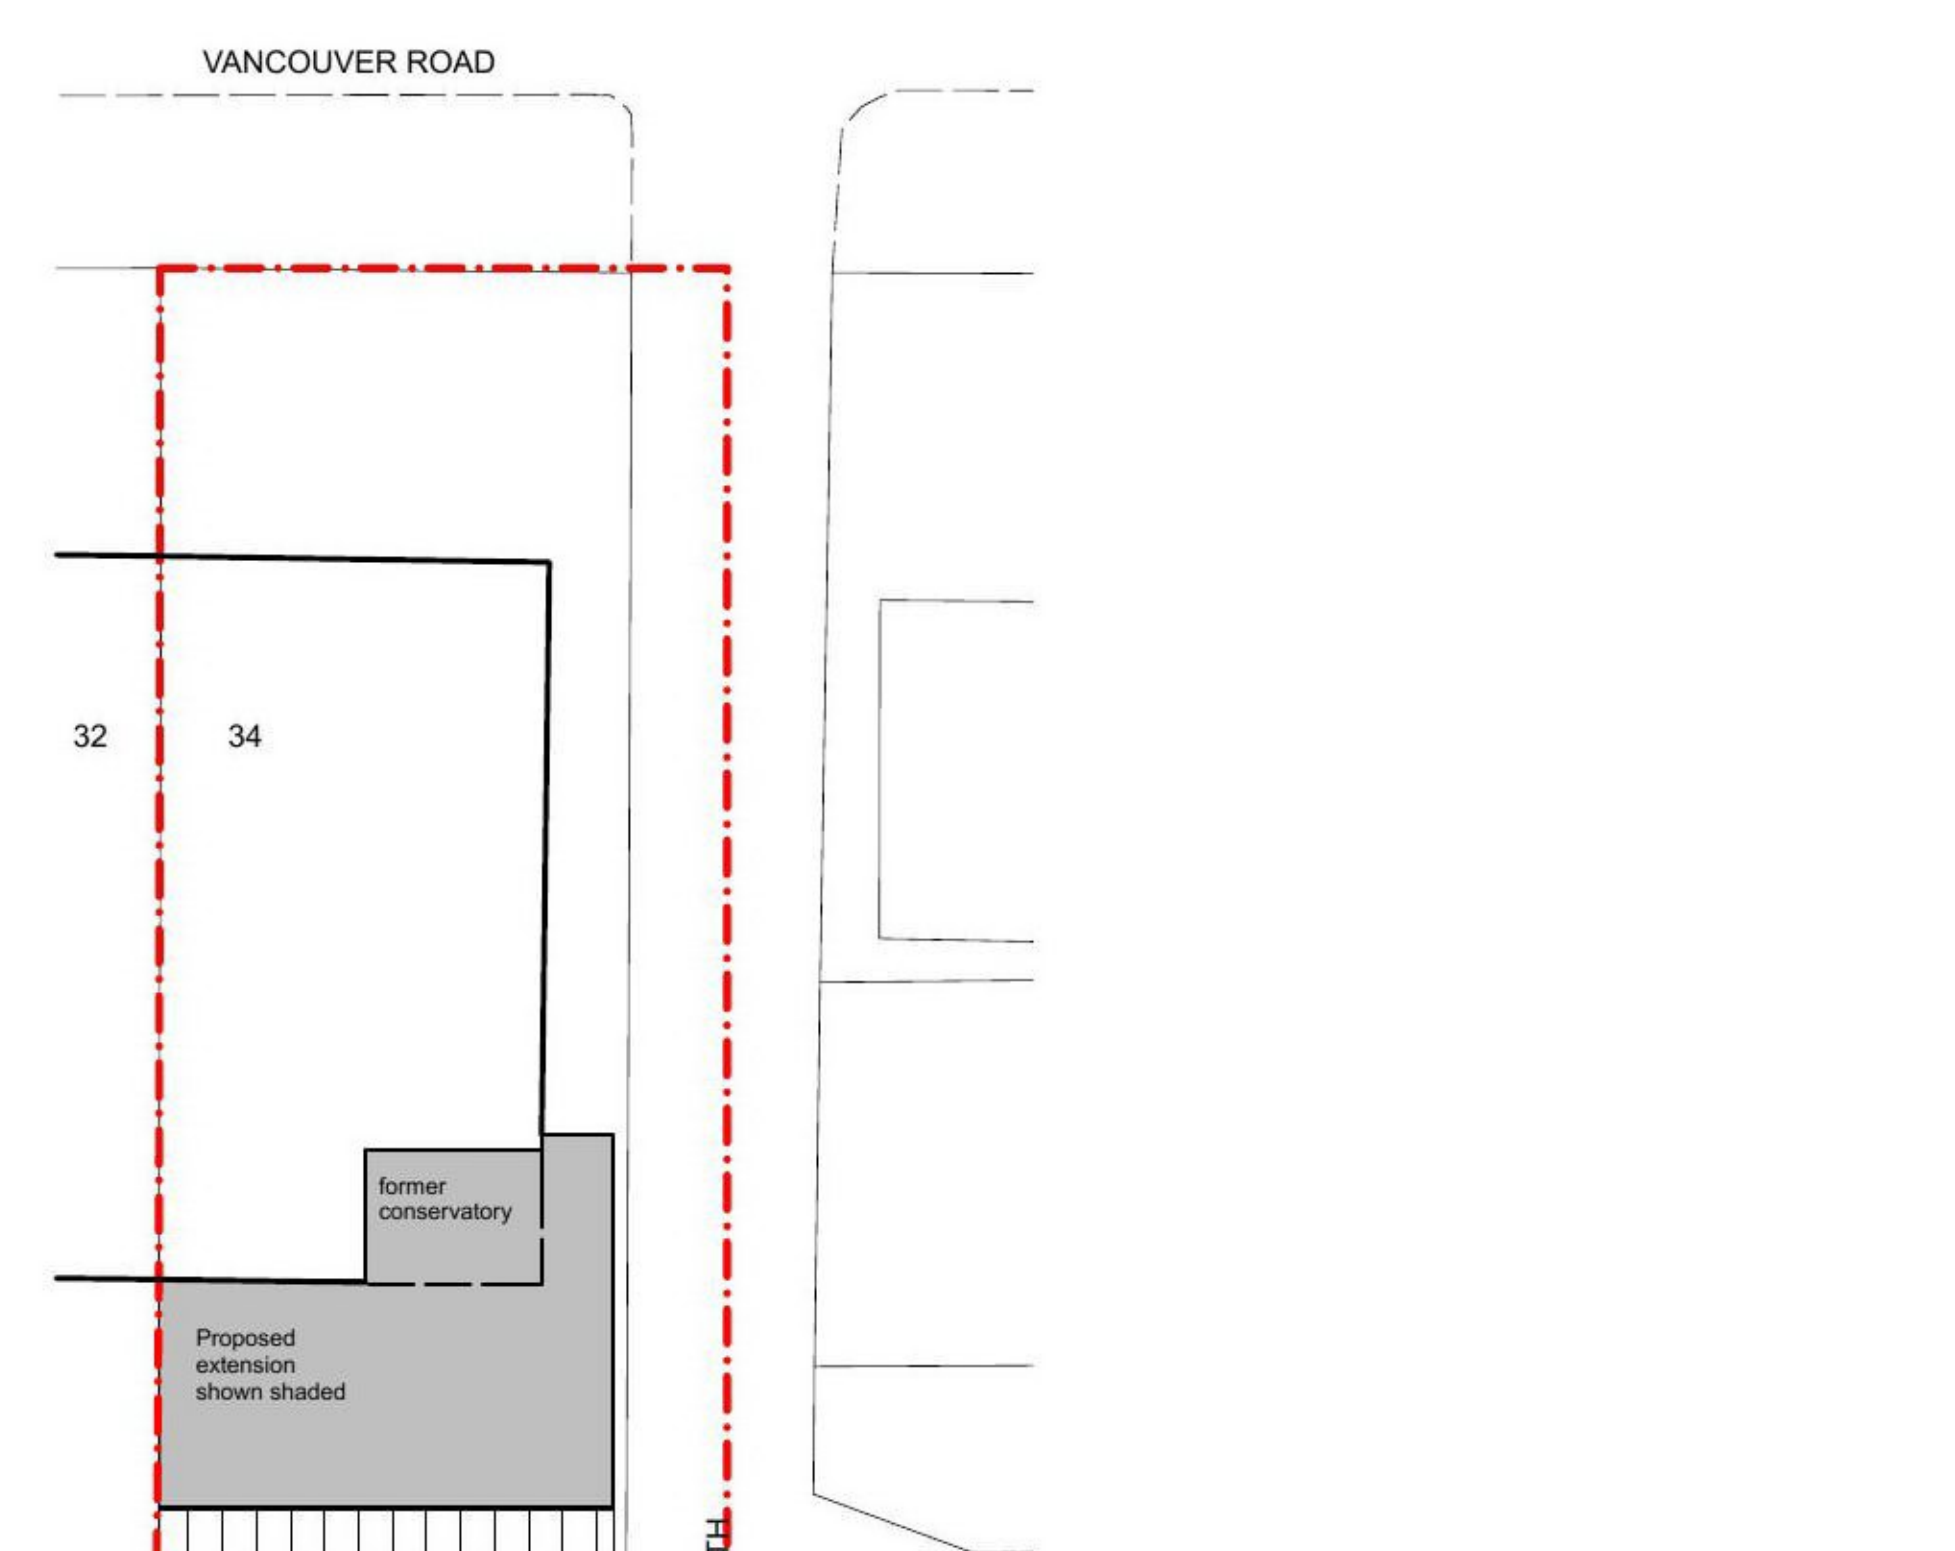 VANCOUVER ROAD
32
34
former
conservatory
Proposed
extension
shown shaded